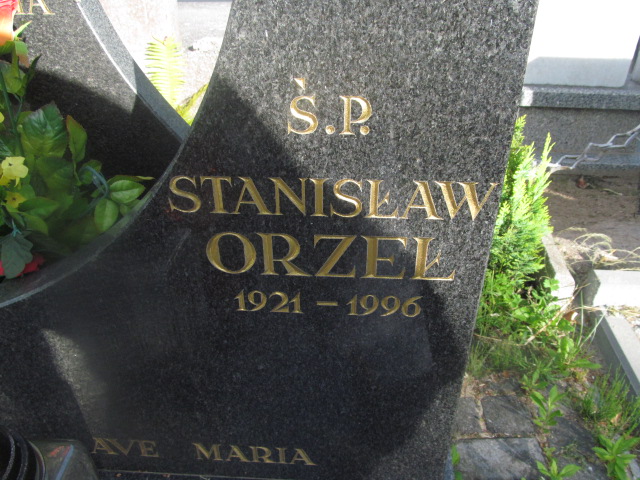 Ś.P.
STANISŁAW
ORZEŁ
1921 – 1996
AVE MARIA